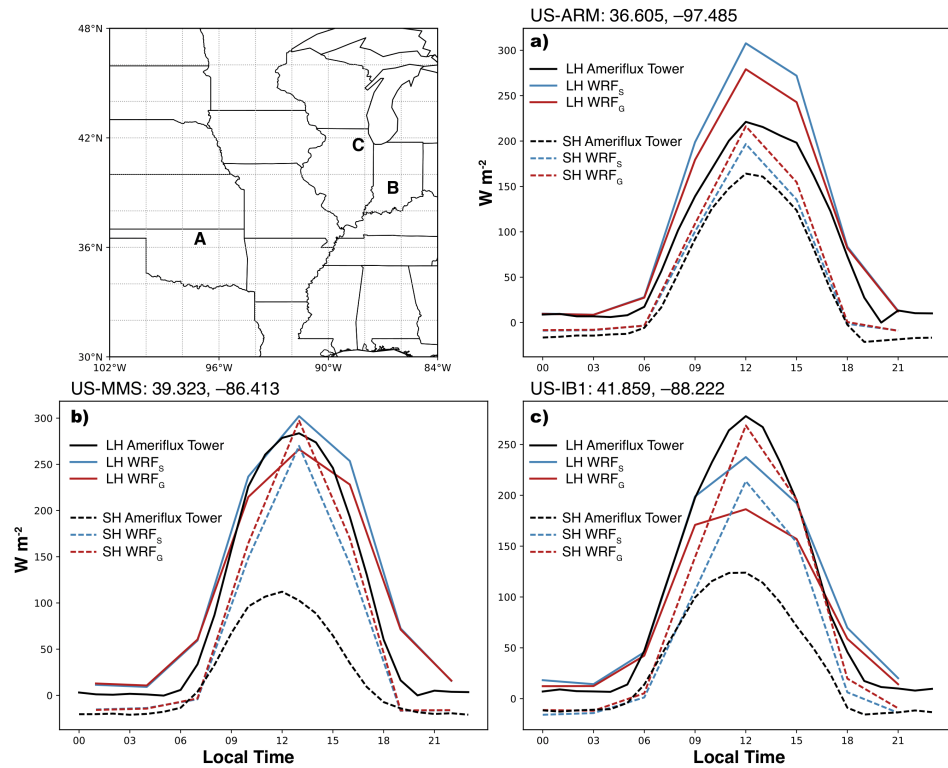 US-ARM: 36.605, –97.485
48°N
42°N
36°N
30°N
102°W
96°W
90°W
84°W
A
B
C
a)
LH Ameriflux Tower
LH WRF_S
LH WRF_G
SH Ameriflux Tower
SH WRF_S
SH WRF_G
W m⁻²
300
250
200
150
100
50
0
00 03 06 09 12 15 18 21
US-MMS: 39.323, –86.413
b)
LH Ameriflux Tower
LH WRF_S
LH WRF_G
SH Ameriflux Tower
SH WRF_S
SH WRF_G
W m⁻²
300
250
200
150
100
50
0
00 03 06 09 12 15 18 21
Local Time
US-IB1: 41.859, –88.222
c)
LH Ameriflux Tower
LH WRF_S
LH WRF_G
SH Ameriflux Tower
SH WRF_S
SH WRF_G
250
200
150
100
50
0
00 03 06 09 12 15 18 21
Local Time